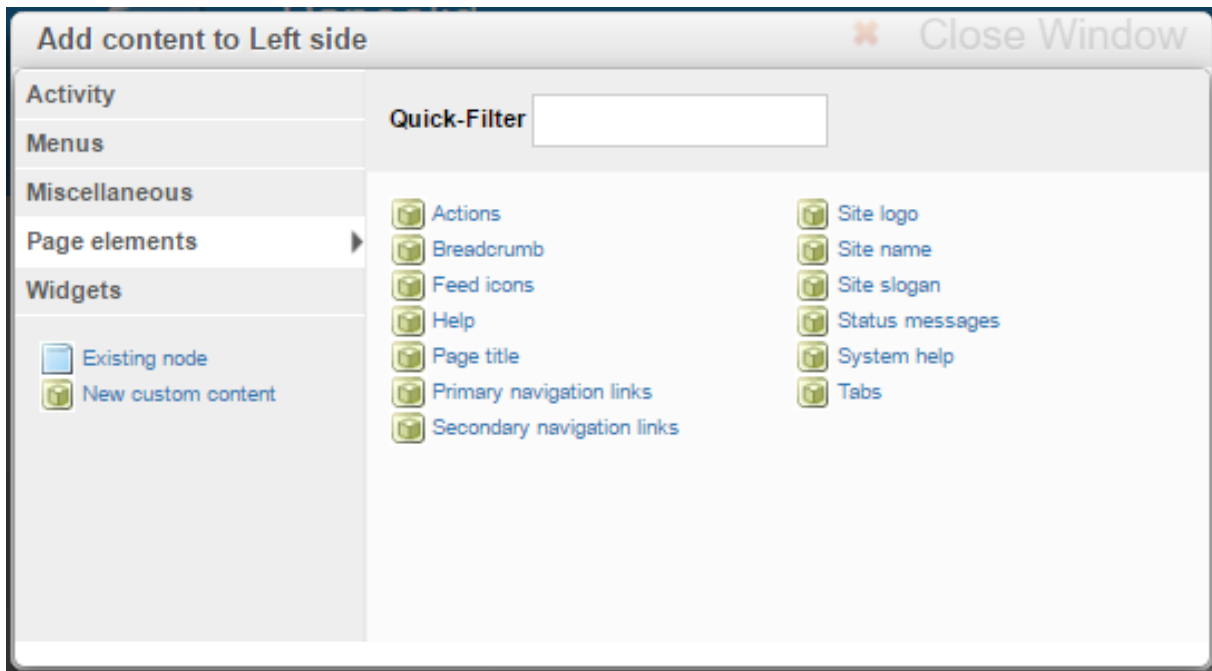 Add content to Left side
Close Window
Activity
Menus
Miscellaneous
Page elements
Widgets
Existing node
New custom content
Quick-Filter
Actions
Breadcrumb
Feed icons
Help
Page title
Primary navigation links
Secondary navigation links
Site logo
Site name
Site slogan
Status messages
System help
Tabs